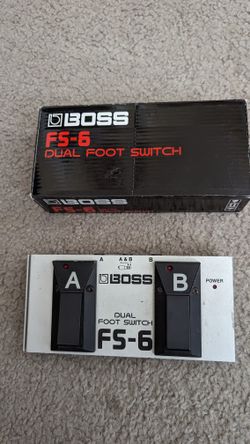 BOSS
FS-6
DUAL FOOT SWITCH
A A&B B
A B
BOSS
POWER
DUAL
FOOT SWITCH
FS-6